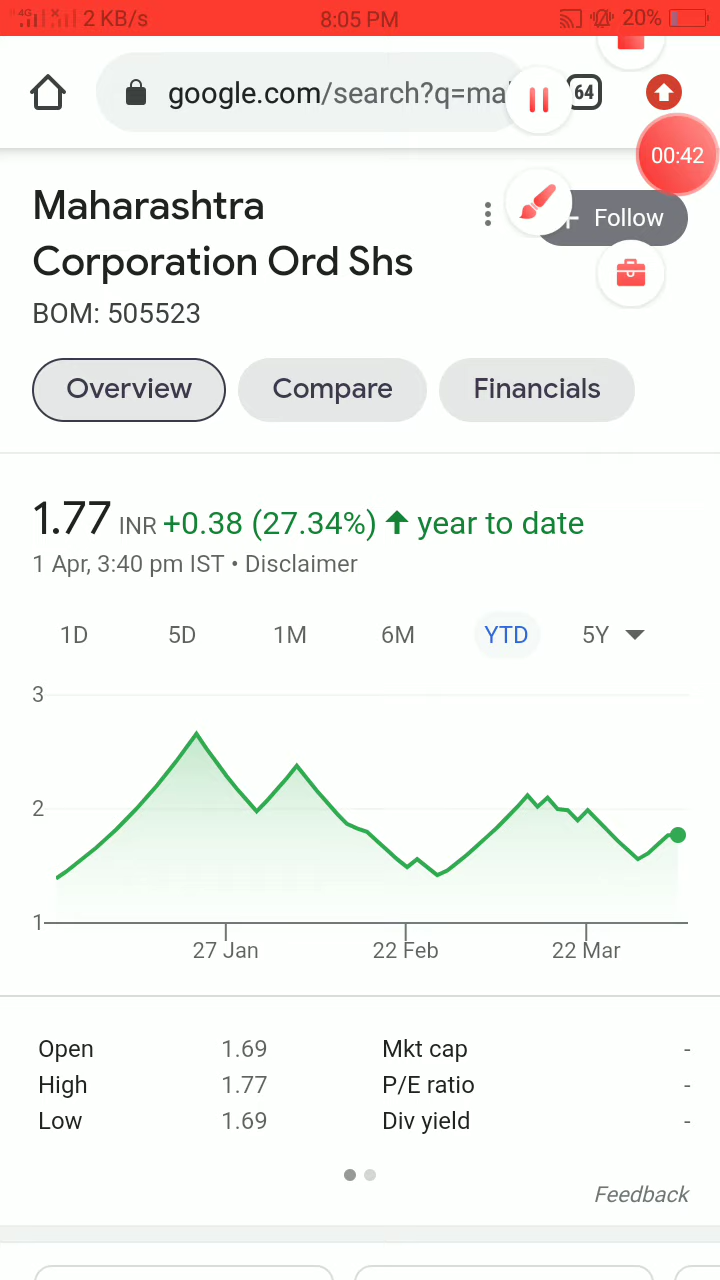 4G 2 KB/s 8:05 PM 20%
google.com/search?q=ma 64
00:42
Maharashtra
Corporation Ord Shs
Follow
BOM: 505523
Overview Compare Financials
1.77 INR +0.38 (27.34%) ↑ year to date
1 Apr, 3:40 pm IST • Disclaimer
1D 5D 1M 6M YTD 5Y
3
2
1
27 Jan 22 Feb 22 Mar
Open 1.69 Mkt cap -
High 1.77 P/E ratio -
Low 1.69 Div yield -
Feedback